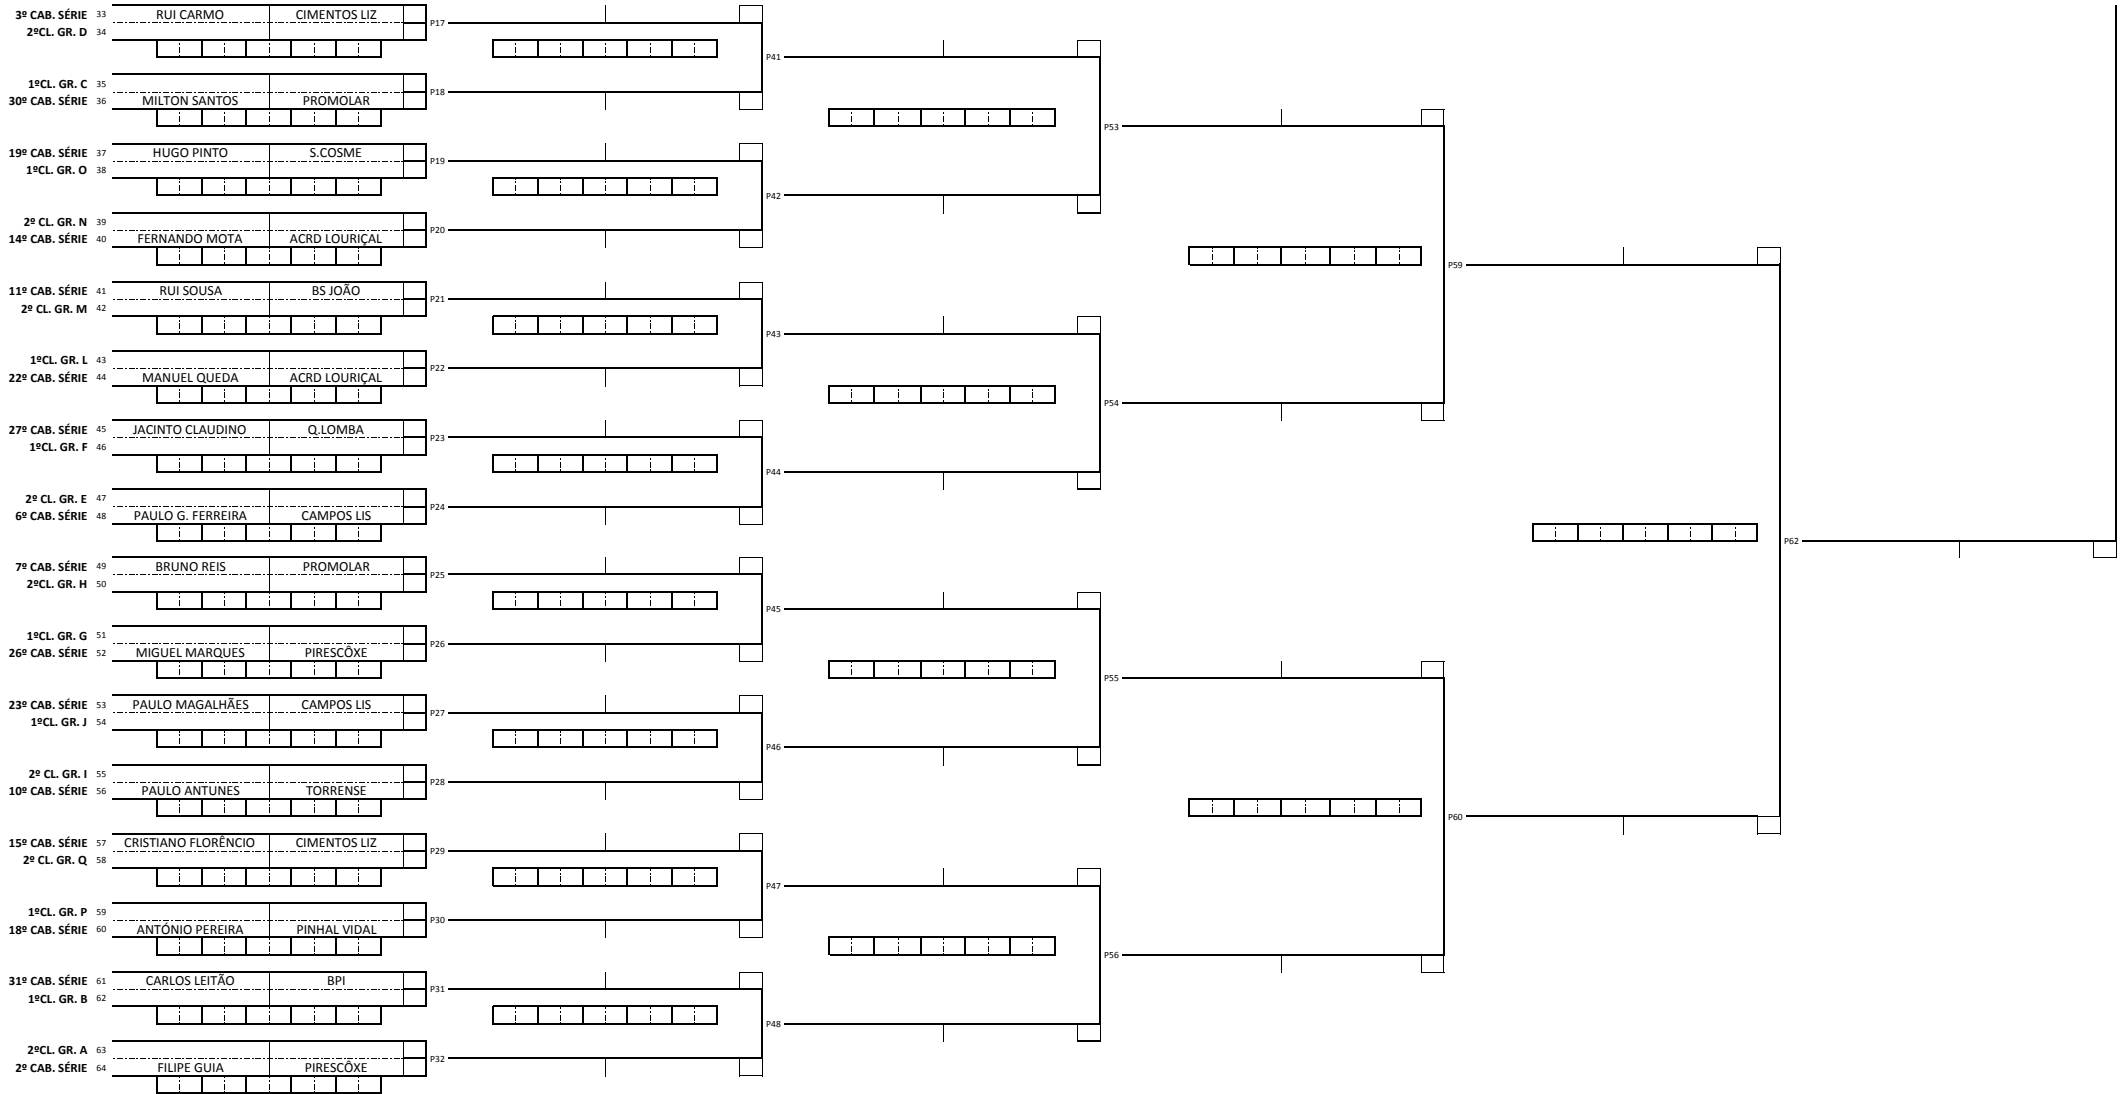 3º CAB. SÉRIE 33 RUI CARMO CIMENTOS LIZ
P17
2ºCL. GR. D 34
P41
1ºCL. GR. C 35
P18
30º CAB. SÉRIE 36 MILTON SANTOS PROMOLAR
P53
19º CAB. SÉRIE 37 HUGO PINTO S.COSME
P19
1ºCL. GR. O 38
P42
2º CL. GR. N 39
P20
14º CAB. SÉRIE 40 FERNANDO MOTA ACRD LOURIÇAL
P59
11º CAB. SÉRIE 41 RUI SOUSA BS JOÃO
P21
2º CL. GR. M 42
P43
1ºCL. GR. L 43
P22
22º CAB. SÉRIE 44 MANUEL QUEDA ACRD LOURIÇAL
P54
27º CAB. SÉRIE 45 JACINTO CLAUDINO Q.LOMBA
P23
1ºCL. GR. F 46
P44
2º CL. GR. E 47
P24
6º CAB. SÉRIE 48 PAULO G. FERREIRA CAMPOS LIS
P62
7º CAB. SÉRIE 49 BRUNO REIS PROMOLAR
P25
2ºCL. GR. H 50
P45
1ºCL. GR. G 51
P26
26º CAB. SÉRIE 52 MIGUEL MARQUES PIRESCÔXE
P55
23º CAB. SÉRIE 53 PAULO MAGALHÃES CAMPOS LIS
P27
1ºCL. GR. J 54
P46
2º CL. GR. I 55
P28
10º CAB. SÉRIE 56 PAULO ANTUNES TORRENSE
P60
15º CAB. SÉRIE 57 CRISTIANO FLORÊNCIO CIMENTOS LIZ
P29
2º CL. GR. Q 58
P47
1ºCL. GR. P 59
P30
18º CAB. SÉRIE 60 ANTÓNIO PEREIRA PINHAL VIDAL
P56
31º CAB. SÉRIE 61 CARLOS LEITÃO BPI
P31
1ºCL. GR. B 62
P48
2ºCL. GR. A 63
P32
2º CAB. SÉRIE 64 FILIPE GUIA PIRESCÔXE